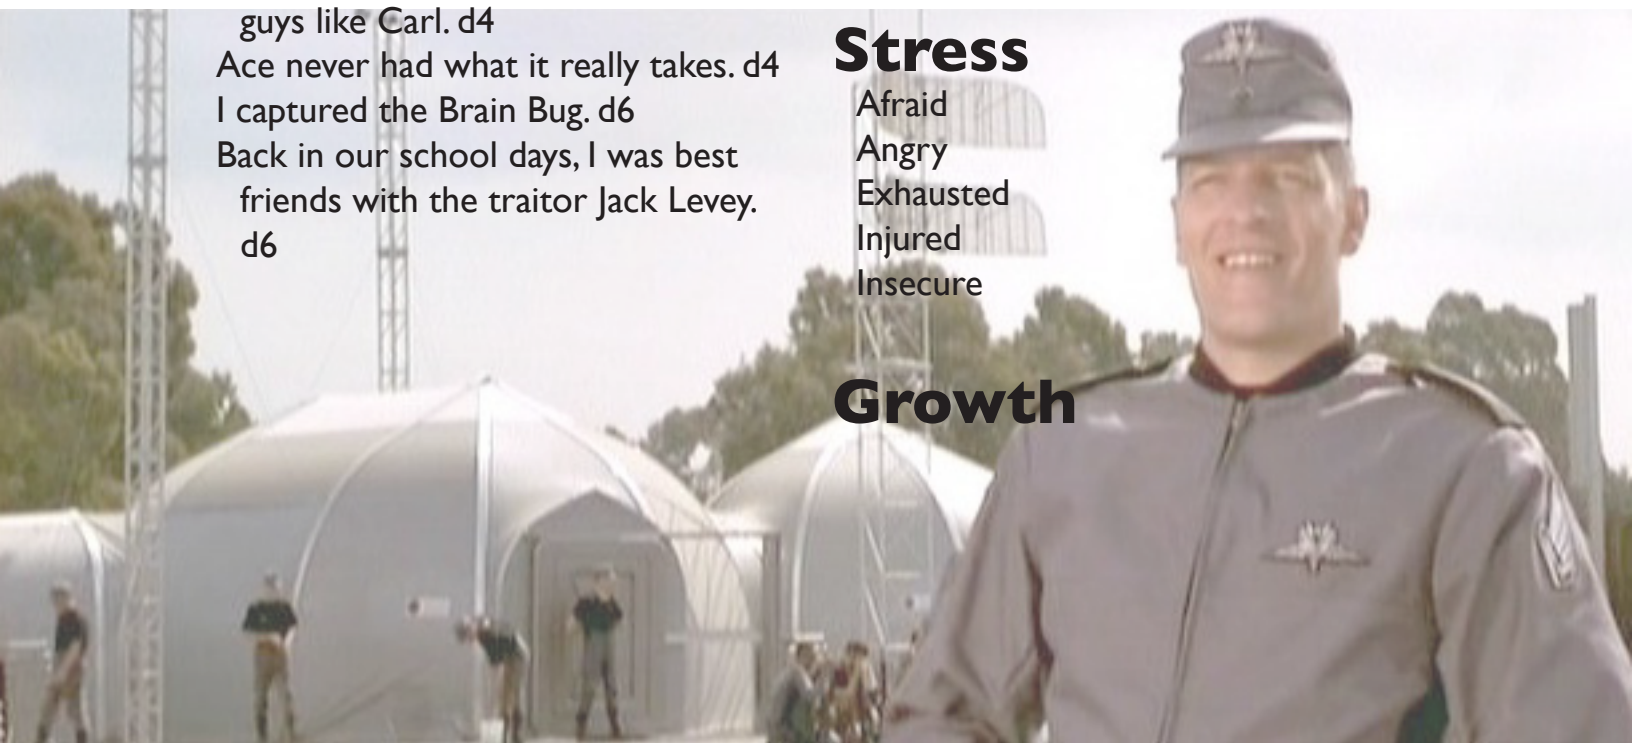 guys like Carl. d4
Ace never had what it really takes. d4
I captured the Brain Bug. d6
Back in our school days, I was best
friends with the traitor Jack Levey.
d6
Stress
Afraid
Angry
Exhausted
Injured
Insecure
Growth